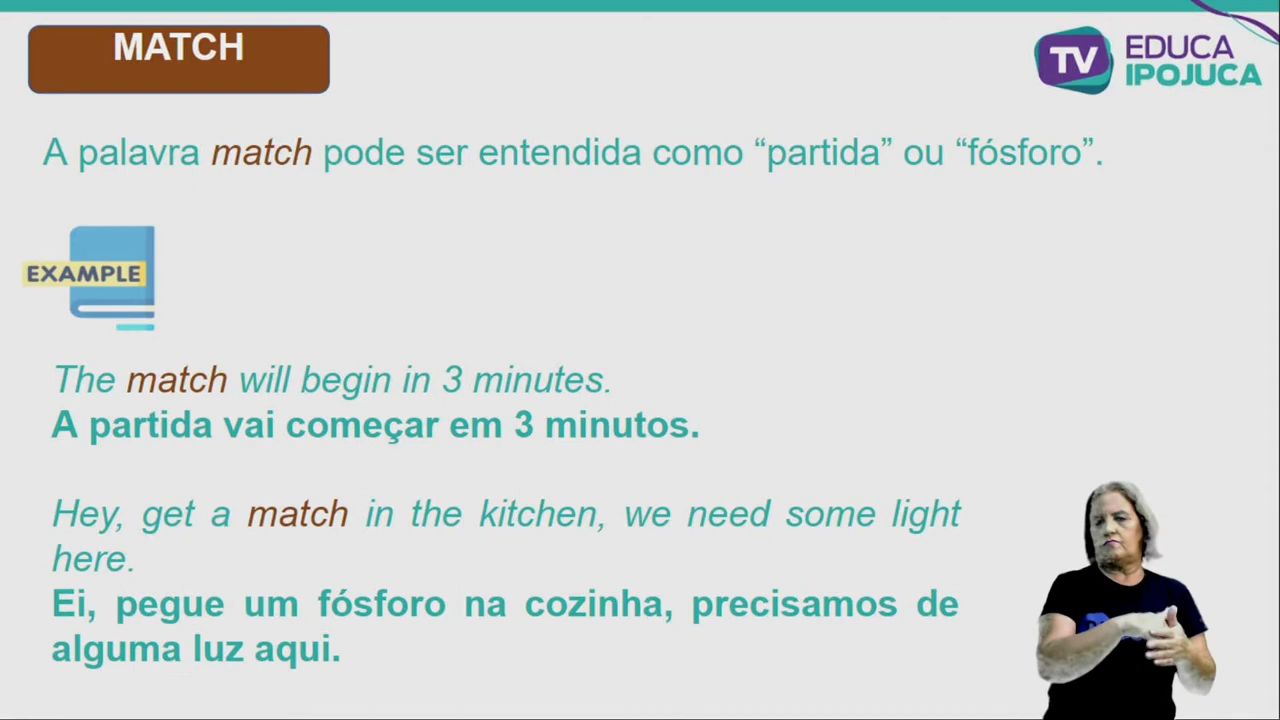 MATCH
TV EDUCA
IPOJUCA
A palavra match pode ser entendida como “partida” ou “fósforo”.
EXAMPLE
The match will begin in 3 minutes.
A partida vai começar em 3 minutos.
Hey, get a match in the kitchen, we need some light
here.
Ei, pegue um fósforo na cozinha, precisamos de
alguma luz aqui.